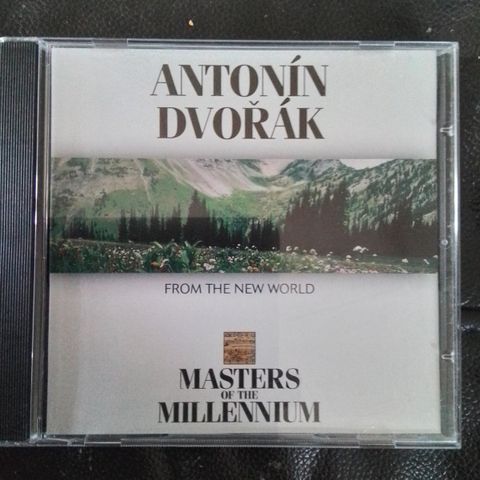 ANTONÍN
DVOŘÁK
FROM THE NEW WORLD
MASTERS
OF THE
MILLENNIUM